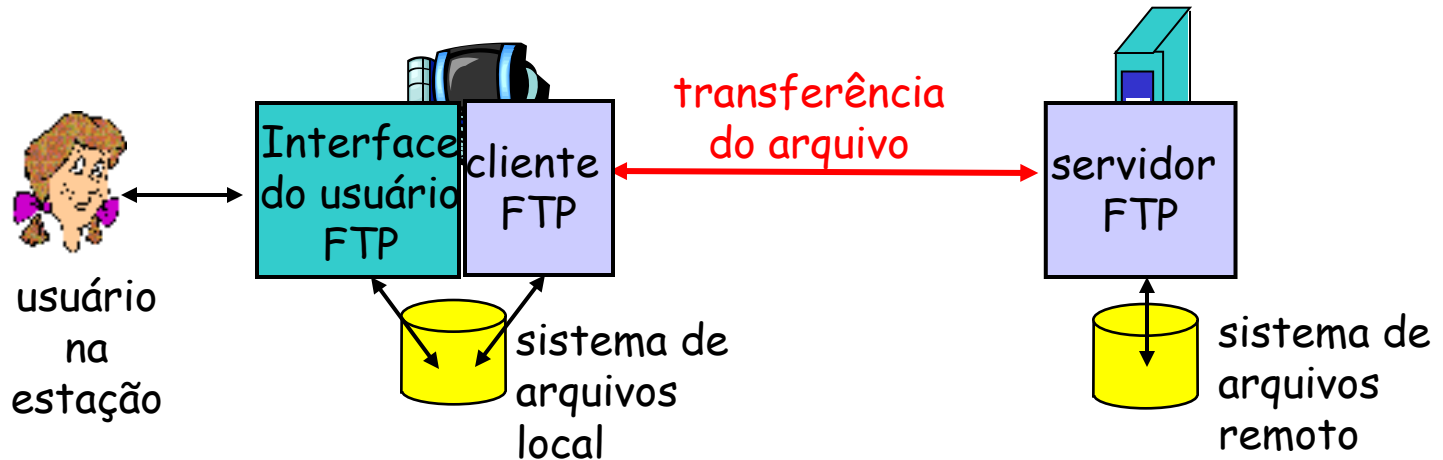 usuário
na
estação
Interface
do usuário
FTP
cliente
FTP
transferência
do arquivo
servidor
FTP
sistema de
arquivos
local
sistema de
arquivos
remoto